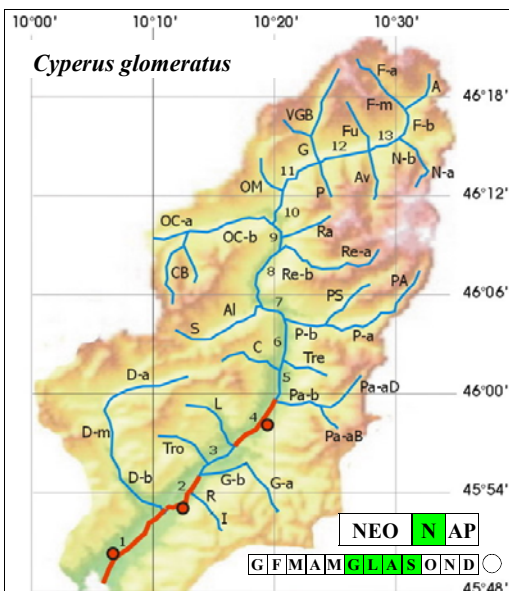 10°00' 10°10' 10°20' 10°30'
Cyperus glomeratus
F-a
A
46°18'
F-m
VGB
Fu
F-b
13
G
12
N-b
11
N-a
OM
P
Av
46°12'
10
OC-a
Ra
OC-b
9
Re-a
8
CB
Re-b
PA
46°06'
PS
7
Al
S
P-b
P-a
6
C
Tre
D-a
5
Pa-aD
46°00'
Pa-b
L
4
D-m
Pa-aB
Tro
3
D-b
G-b
G-a
2
45°54'
R
I
NEO N AP
1
G F M A M G L A S O N D
45°48'